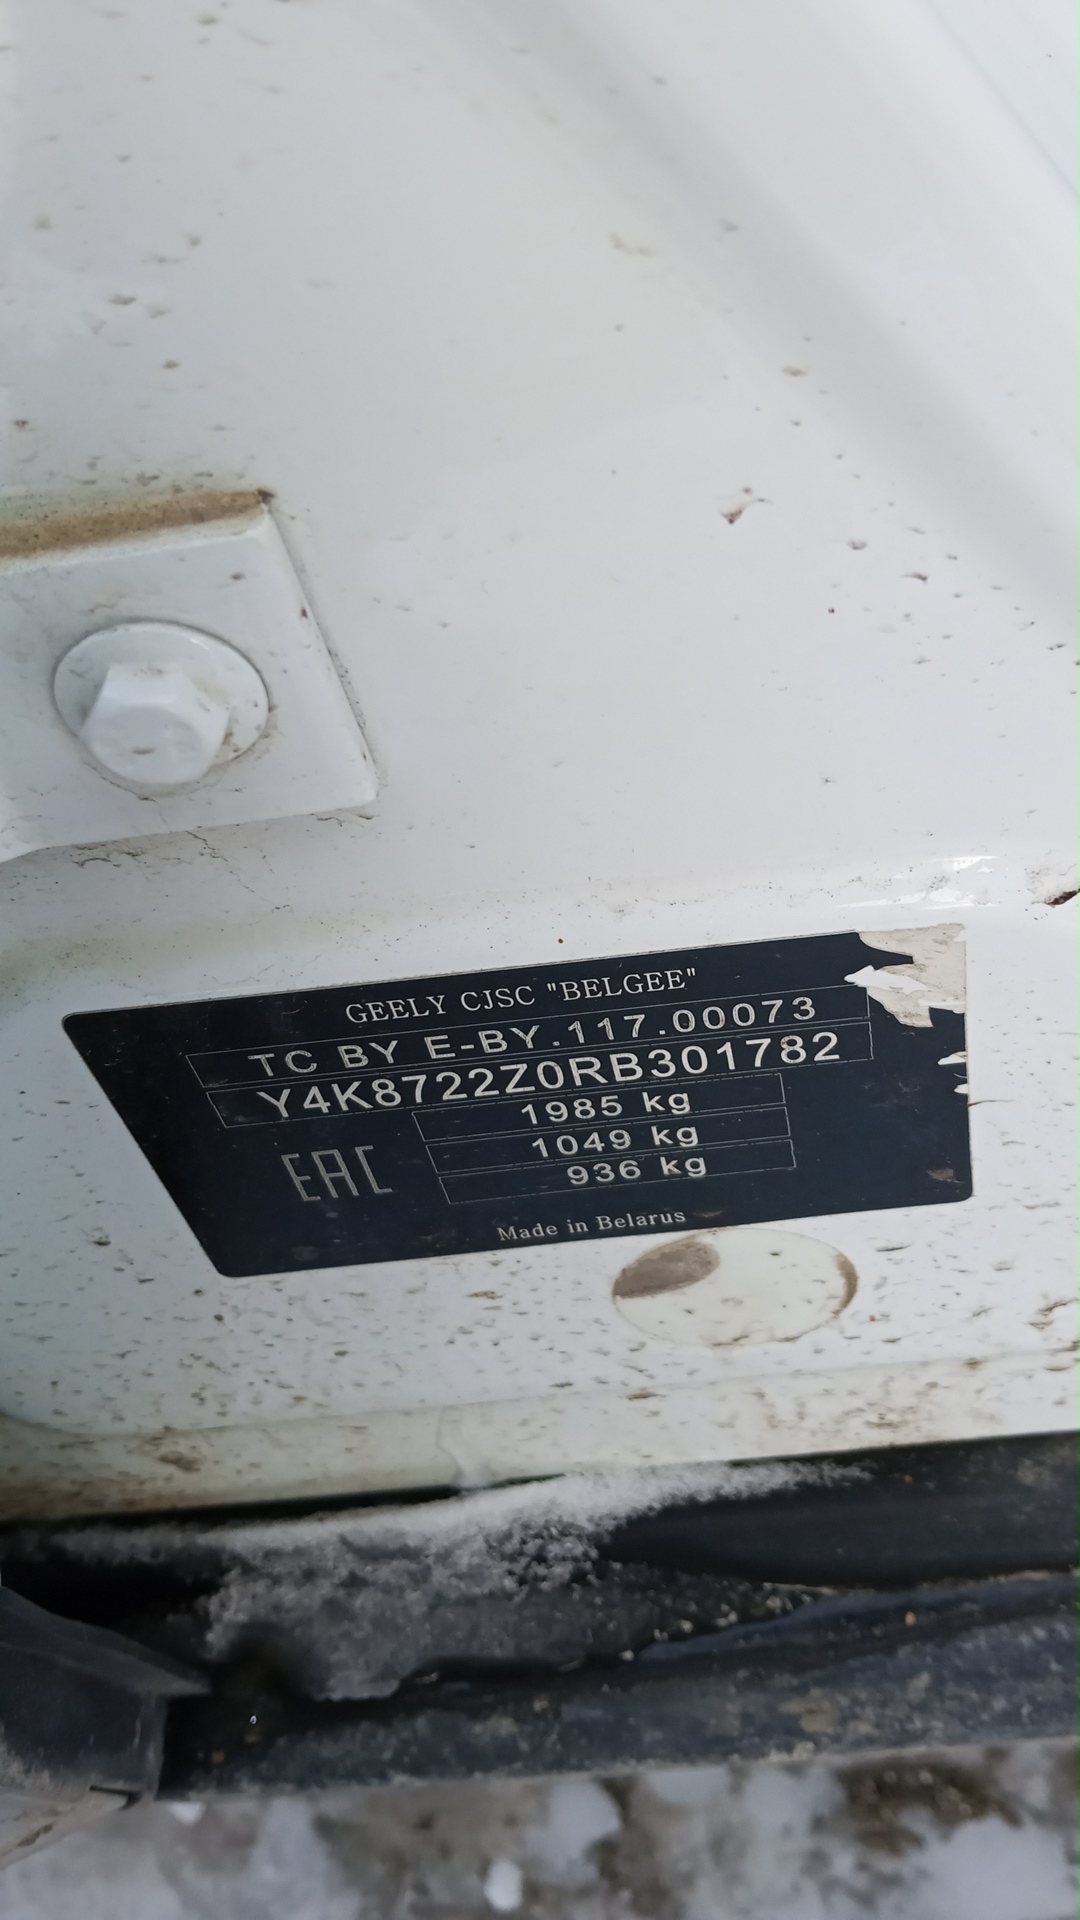 GEELY CJSC "BELGEE"
TC BY E-BY.117.00073
Y4K8722Z0RB301782
1985 kg
1049 kg
936 kg
EAC
Made in Belarus